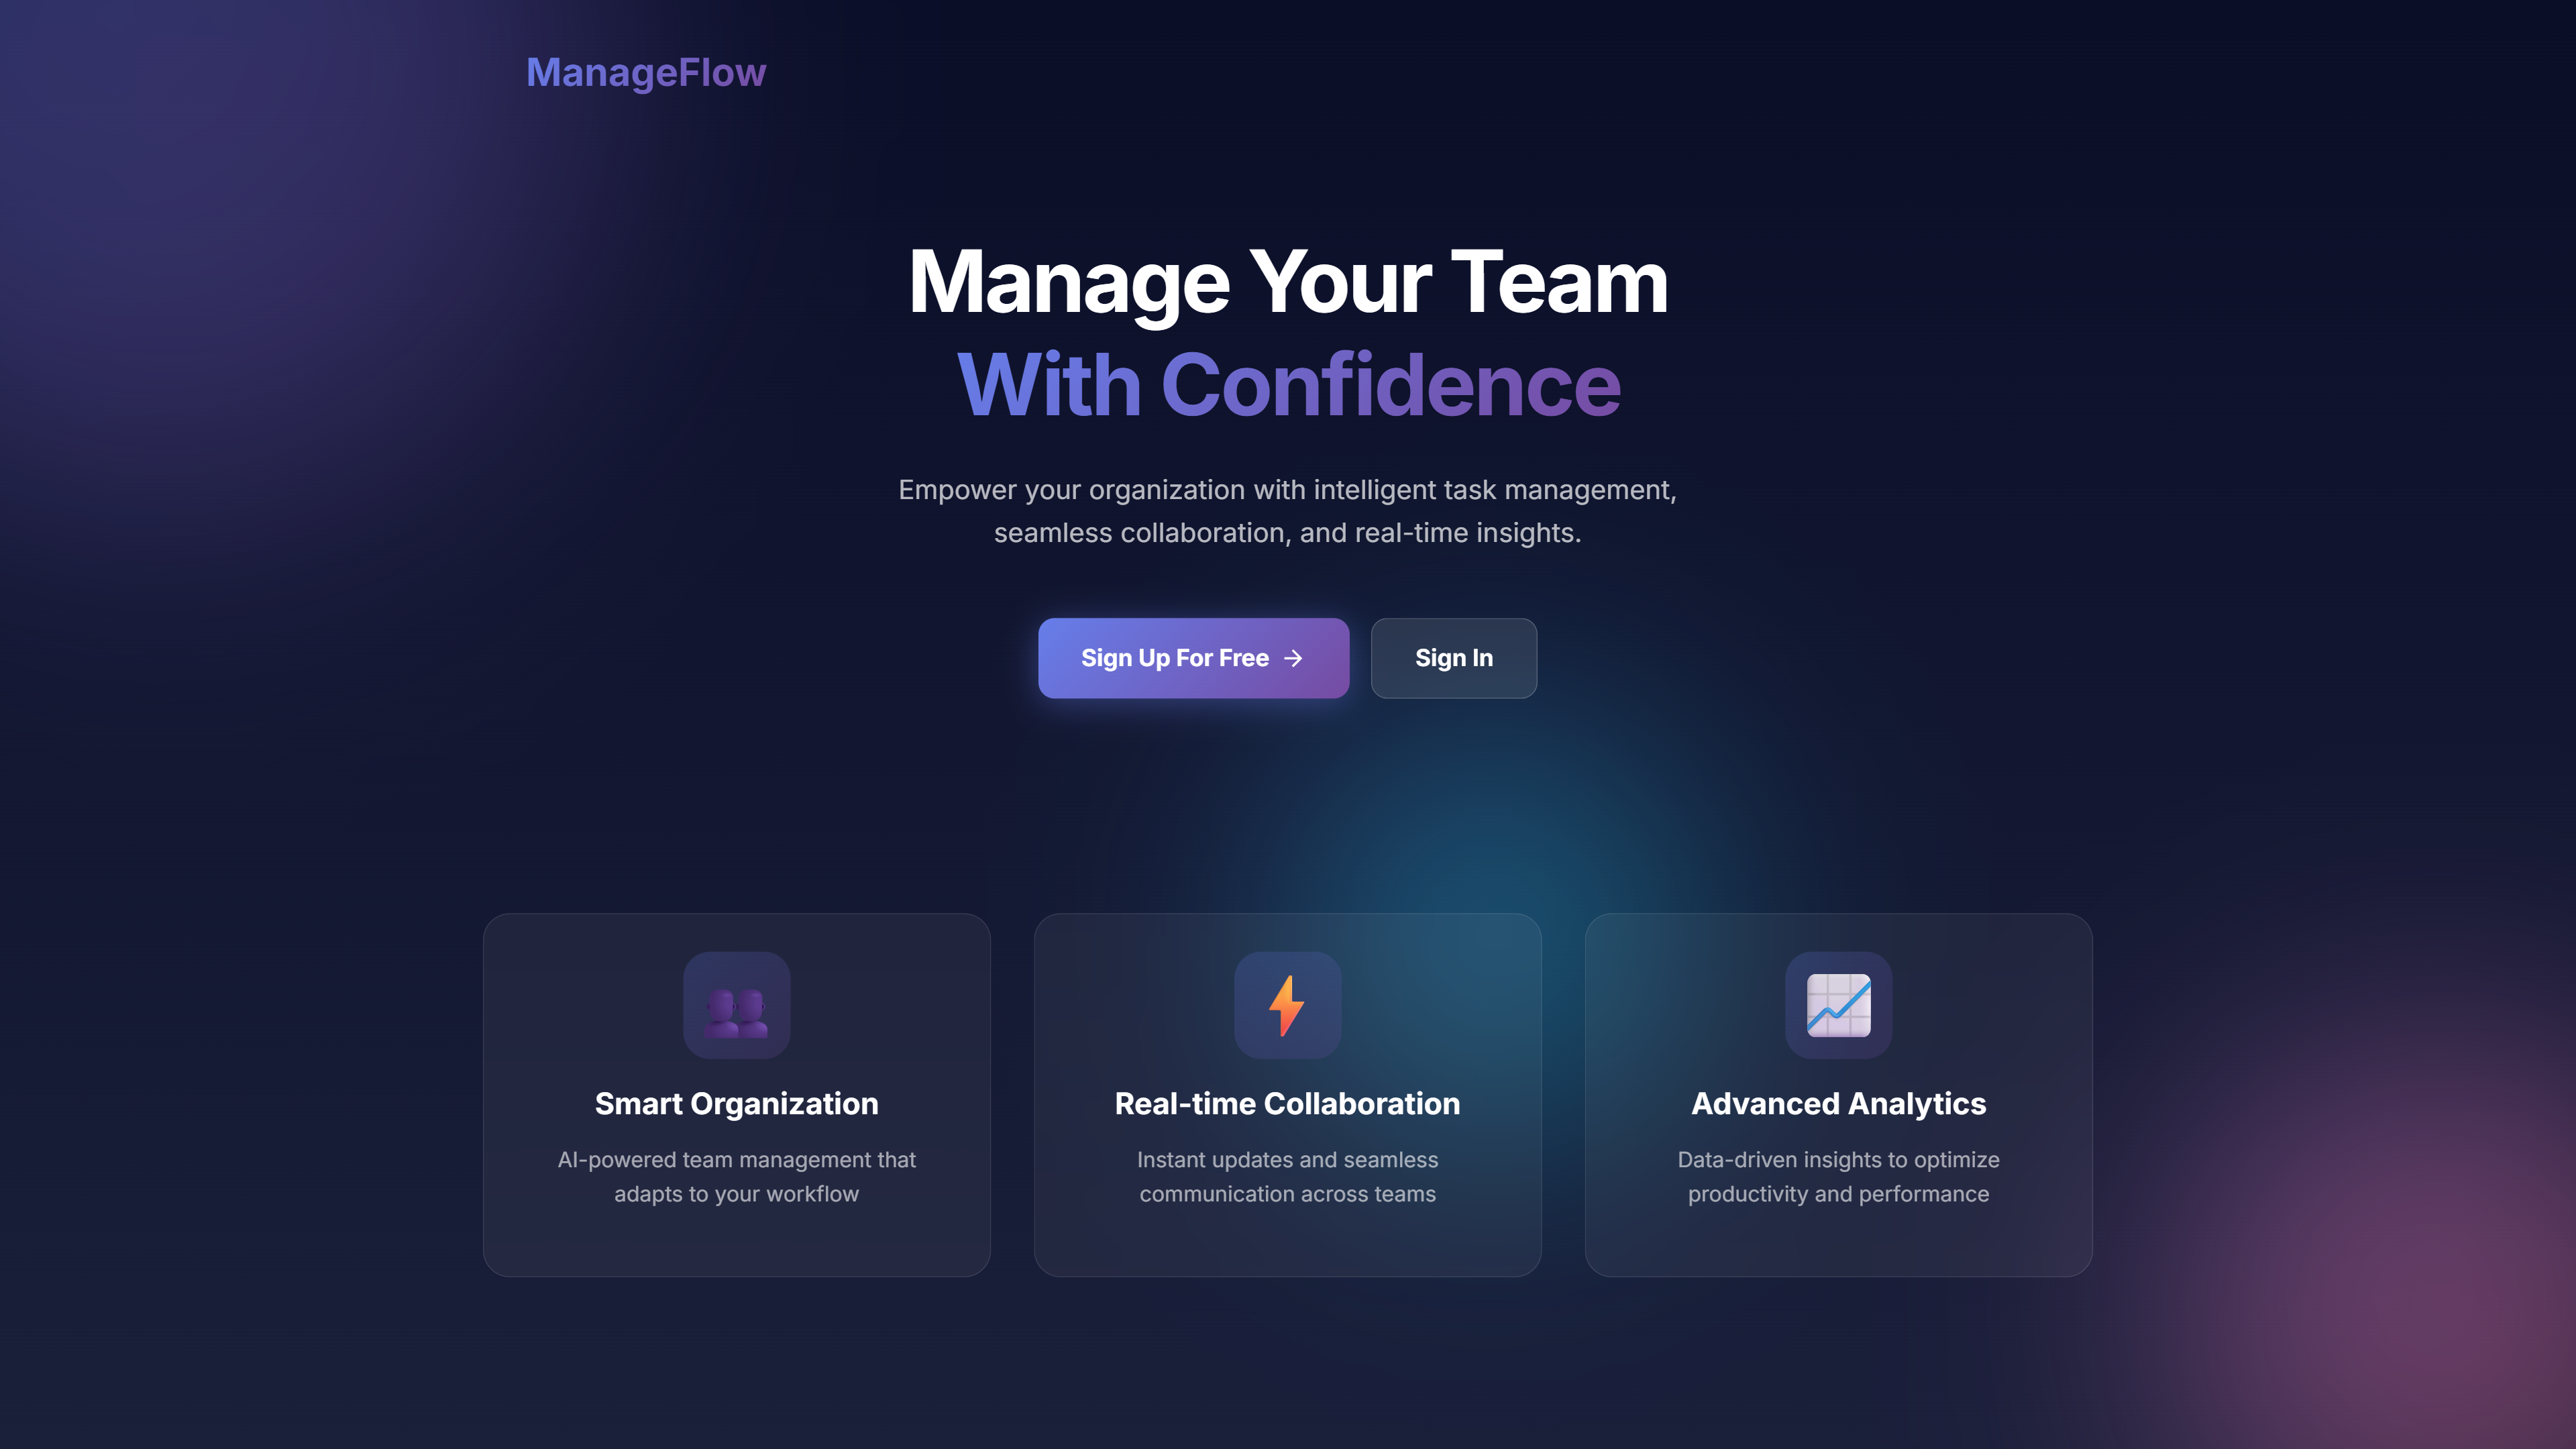 ManageFlow
Manage Your Team
With Confidence
Empower your organization with intelligent task management,
seamless collaboration, and real-time insights.
Sign Up For Free →
Sign In
Smart Organization
AI-powered team management that
adapts to your workflow
Real-time Collaboration
Instant updates and seamless
communication across teams
Advanced Analytics
Data-driven insights to optimize
productivity and performance